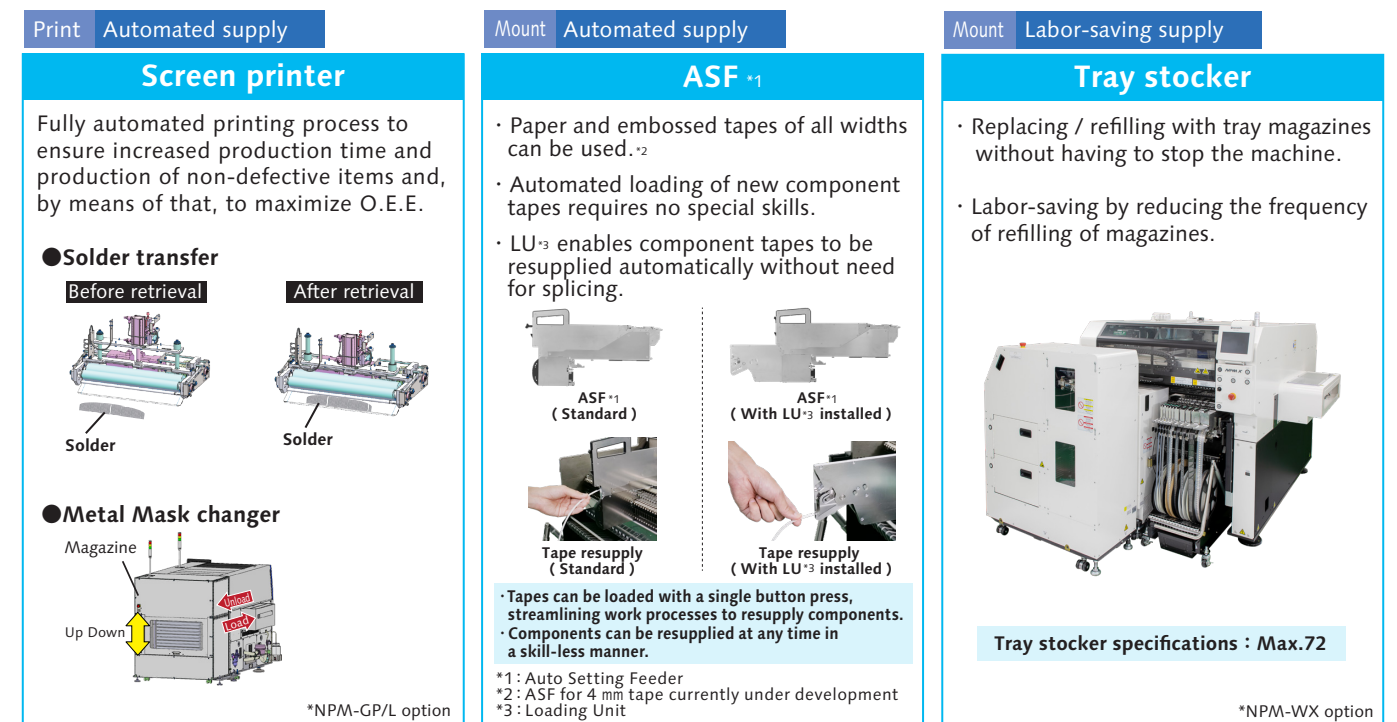 Print Automated supply
Screen printer
Fully automated printing process to
ensure increased production time and
production of non-defective items and,
by means of that, to maximize O.E.E.
●Solder transfer
Before retrieval After retrieval
Solder
Solder
●Metal Mask changer
Magazine
Unload
Load
Up Down
*NPM-GP/L option
Mount Automated supply
ASF *1
・Paper and embossed tapes of all widths
can be used.*2
・Automated loading of new component
tapes requires no special skills.
・LU*3 enables component tapes to be
resupplied automatically without need
for splicing.
ASF*1
( Standard )
ASF*1
( With LU*3 installed )
Tape resupply
( Standard )
Tape resupply
( With LU*3 installed )
・Tapes can be loaded with a single button press,
streamlining work processes to resupply components.
・Components can be resupplied at any time in
a skill-less manner.
*1：Auto Setting Feeder
*2：ASF for 4 ㎜ tape currently under development
*3：Loading Unit
Mount Labor-saving supply
Tray stocker
・Replacing / refilling with tray magazines
without having to stop the machine.
・Labor-saving by reducing the frequency
of refilling of magazines.
Tray stocker specifications：Max.72
*NPM-WX option